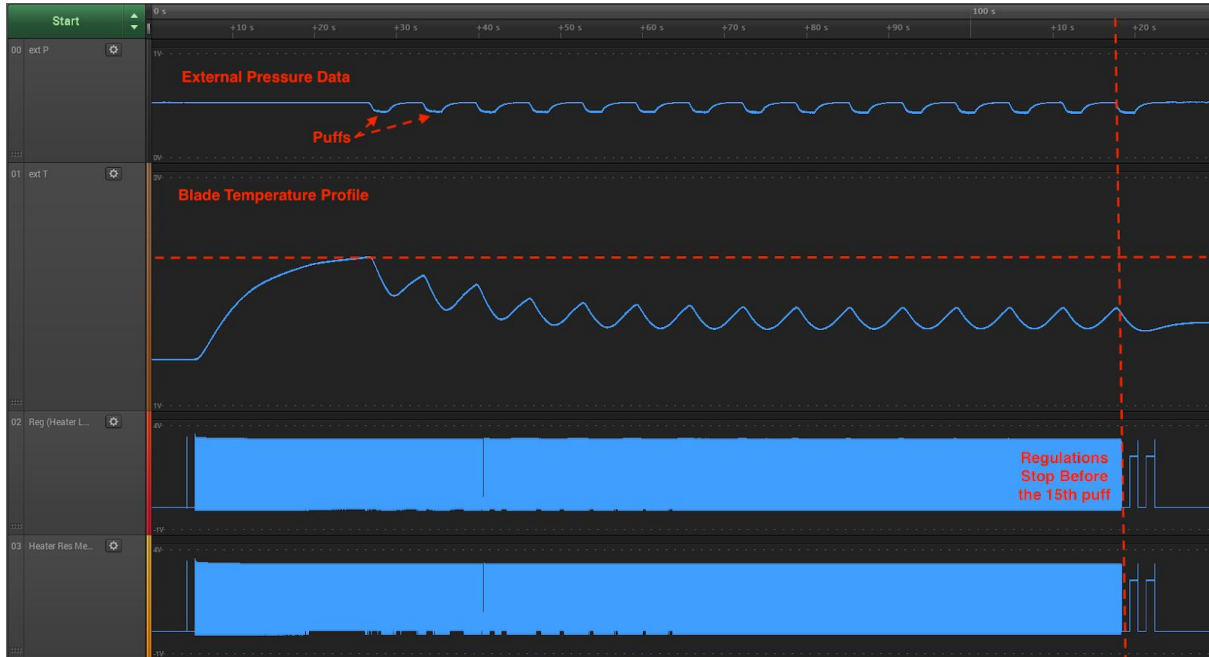 Start
0 s
100 s
+10 s
+20 s
+30 s
+40 s
+50 s
+60 s
+70 s
+80 s
+90 s
+10 s
+20 s
00 ext P
1V
External Pressure Data
Puffs
0V
01 ext T
3V
Blade Temperature Profile
1V
02 Reg (Heater L...
4V
Regulations
Stop Before
the 15th puff
-1V
03 Heater Res Me...
4V
-1V